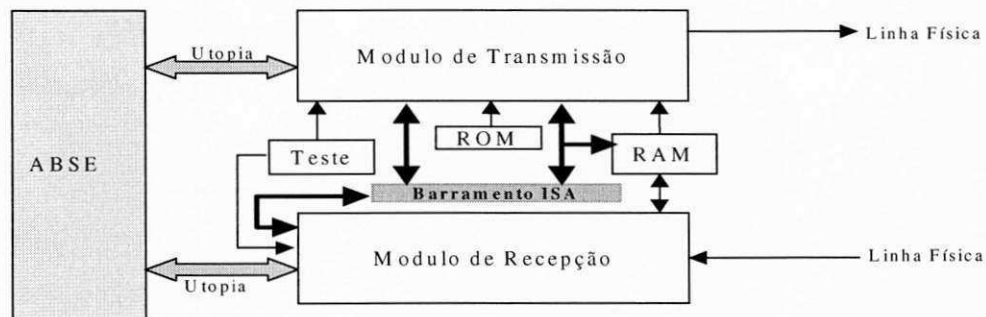 Utopia
Modulo de Transmissão
Linha Física
ABSE
Teste
ROM
RAM
Barramento ISA
Modulo de Recepção
Linha Física
Utopia